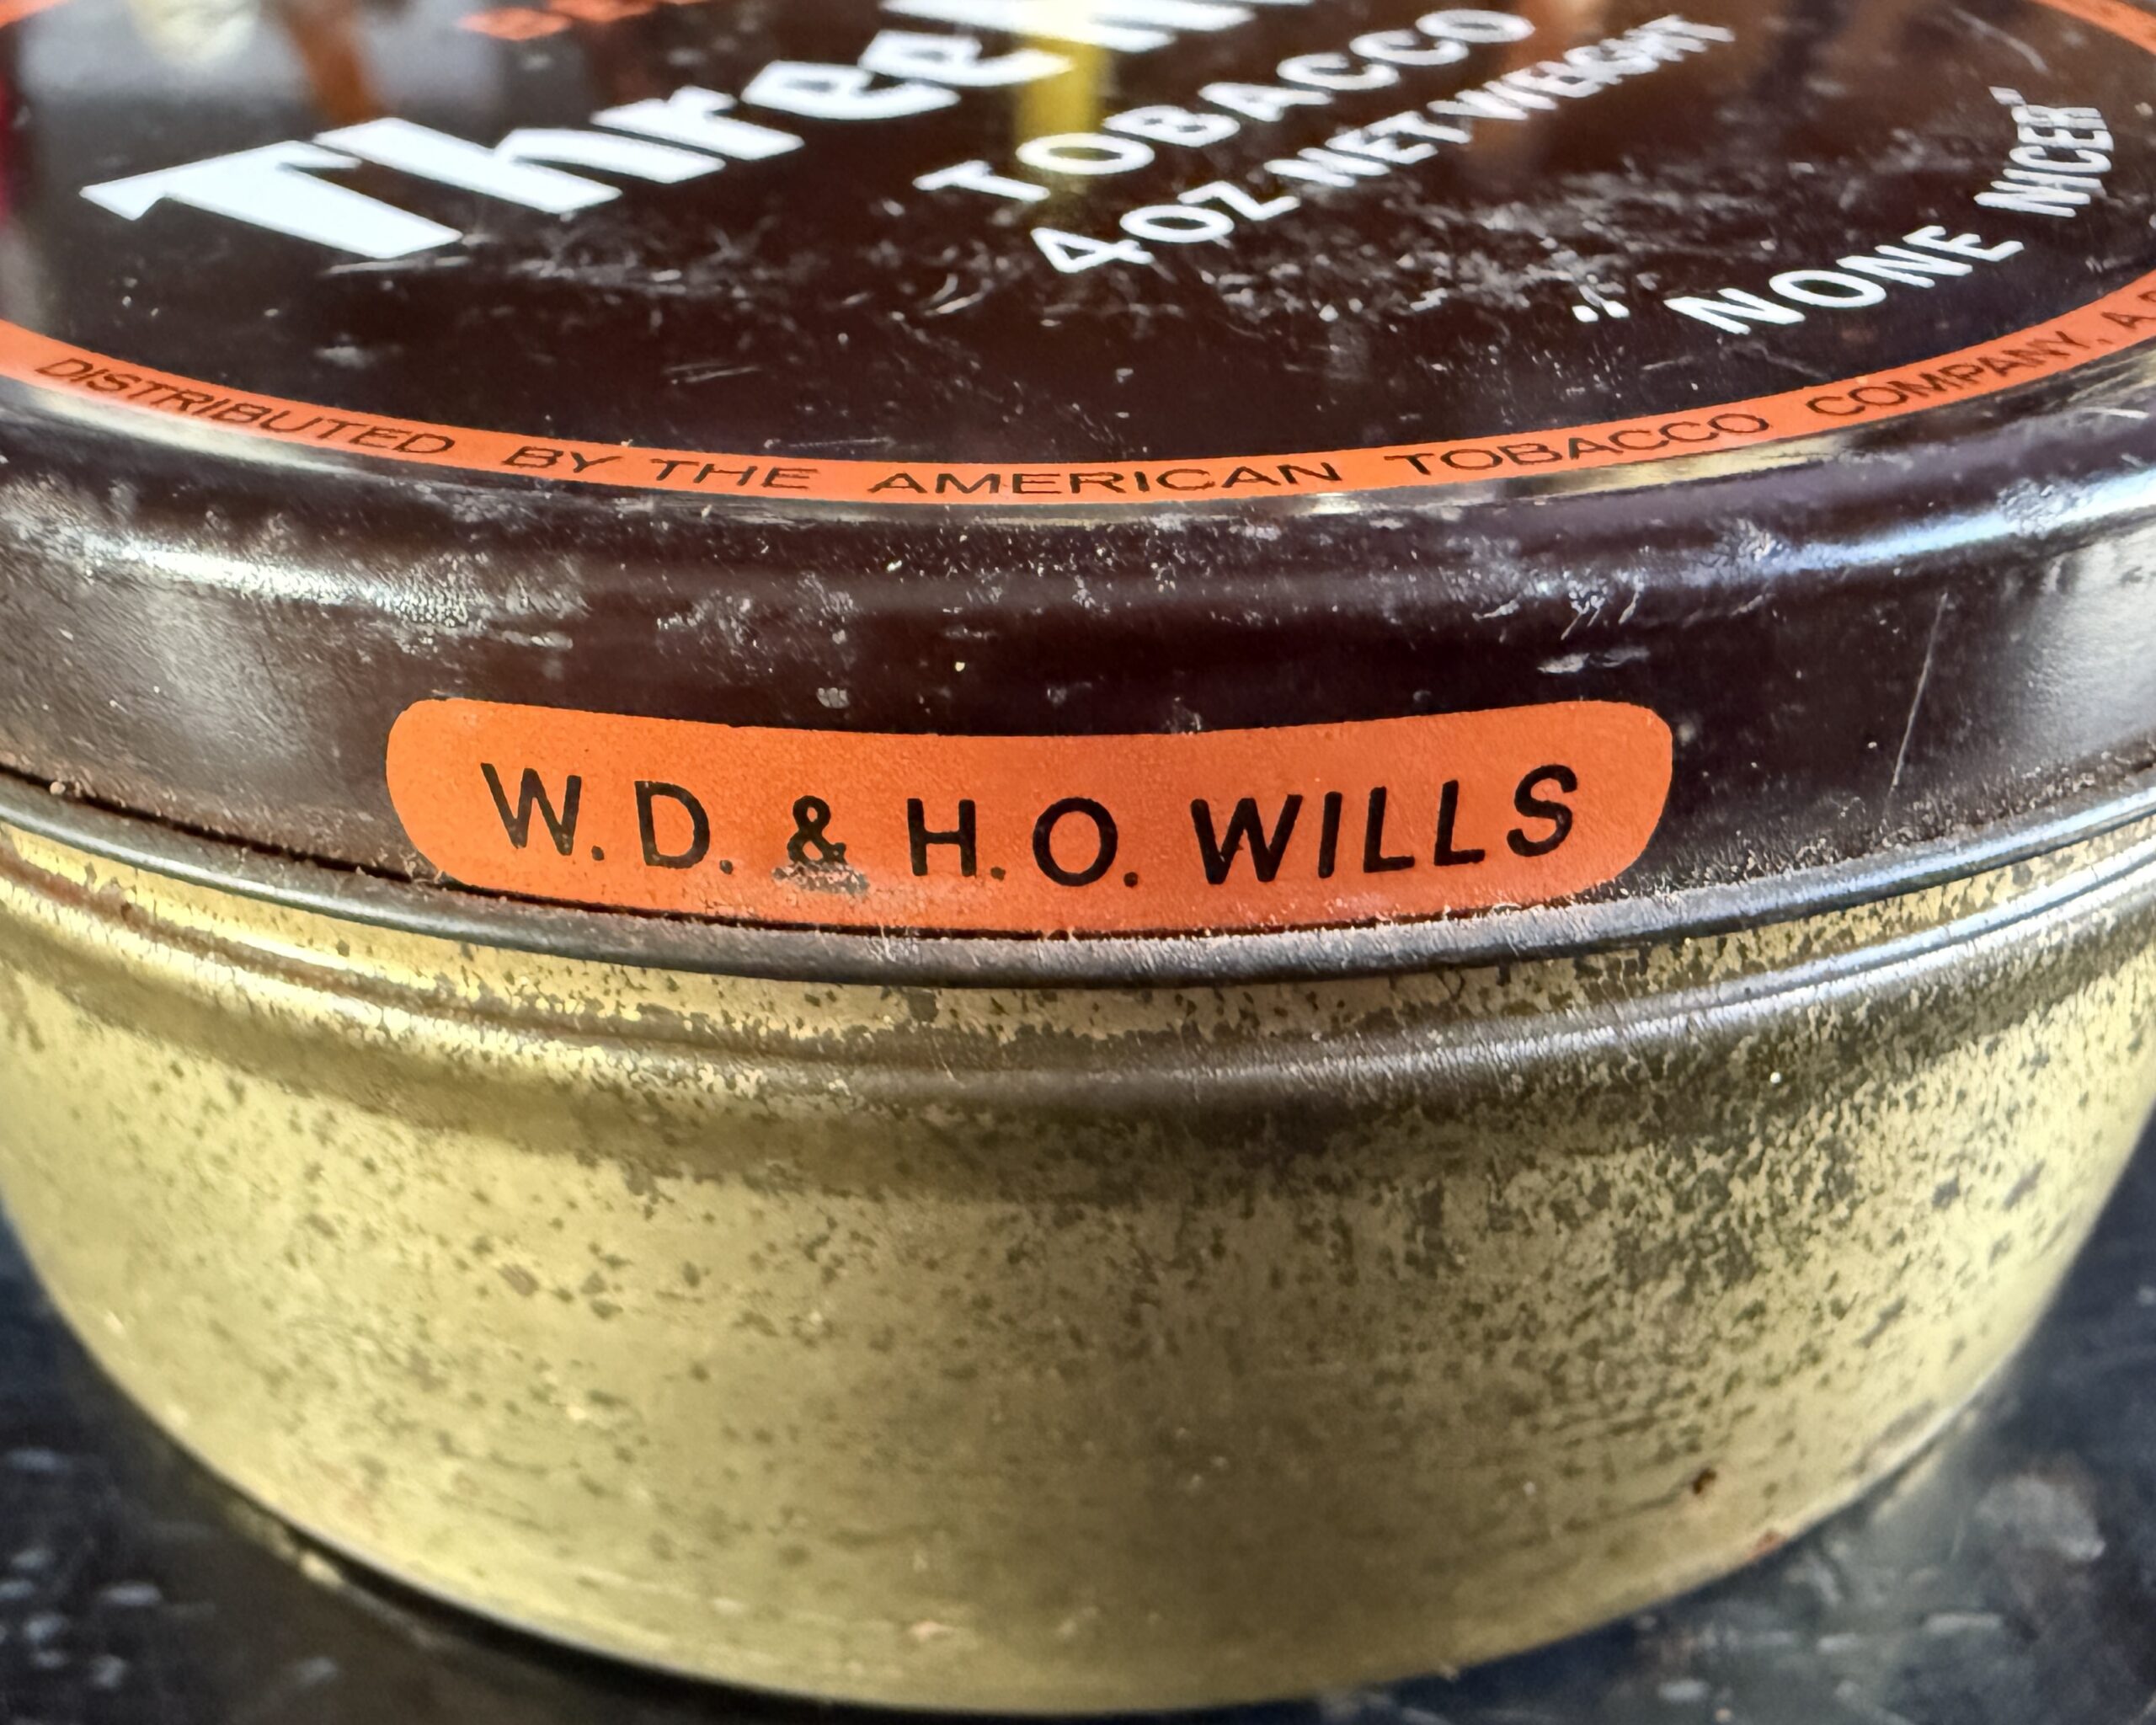 Three
TOBACCO
4OZ NET WEIGHT
"NONE NICER"
DISTRIBUTED BY THE AMERICAN TOBACCO COMPANY,
W.D. & H.O. WILLS